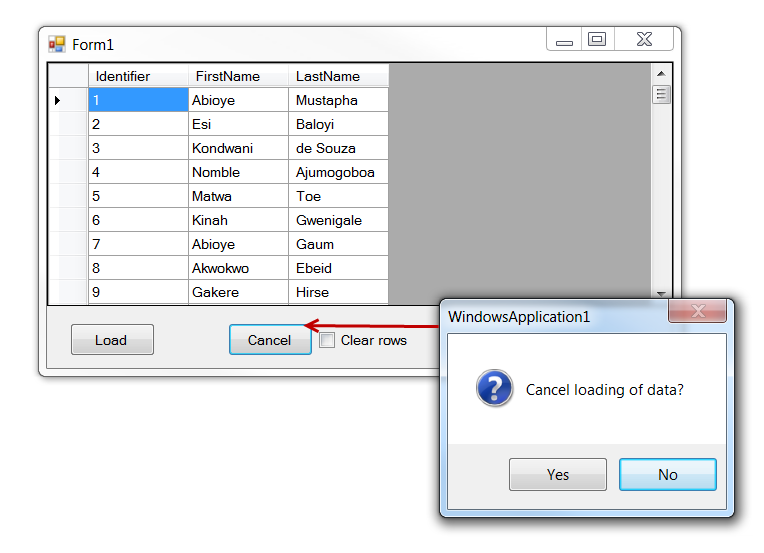 Form1
Identifier FirstName LastName
1 Abioye Mustapha
2 Esi Baloyi
3 Kondwani de Souza
4 Nomble Ajumogoboa
5 Matwa Toe
6 Kinah Gwenigale
7 Abioye Gaum
8 Akwokwo Ebeid
9 Gakere Hirse
Load Cancel Clear rows
WindowsApplication1
Cancel loading of data?
Yes No